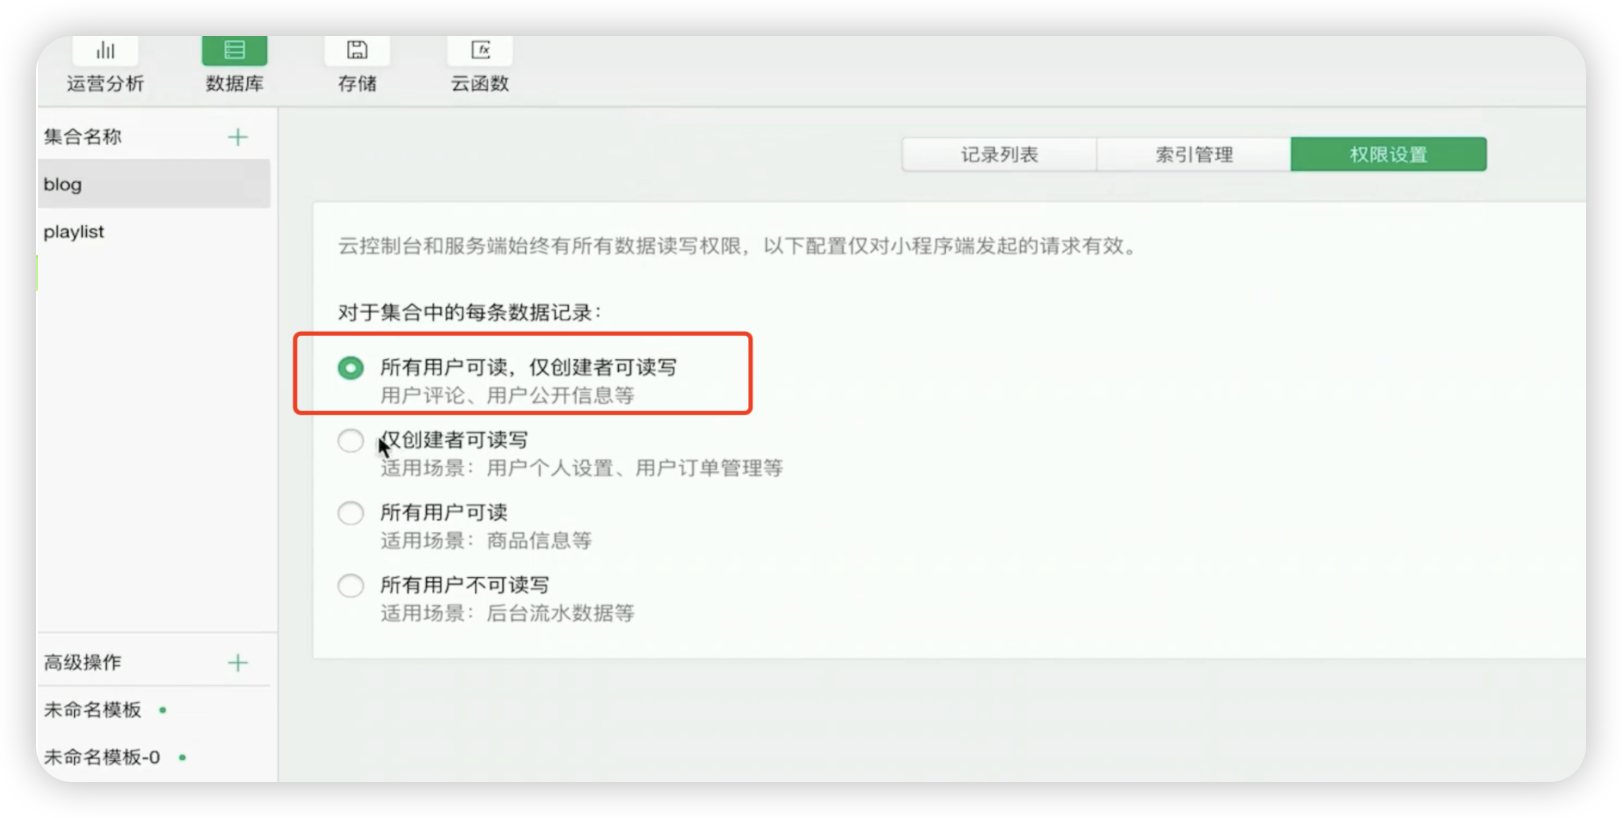 运营分析
数据库
存储
云函数
集合名称
blog
playlist
记录列表
索引管理
权限设置
云控制台和服务端始终有所有数据读写权限，以下配置仅对小程序端发起的请求有效。
对于集合中的每条数据记录：
所有用户可读，仅创建者可读写
用户评论、用户公开信息等
仅创建者可读写
适用场景：用户个人设置、用户订单管理等
所有用户可读
适用场景：商品信息等
所有用户不可读写
适用场景：后台流水数据等
高级操作
未命名模板
未命名模板-0